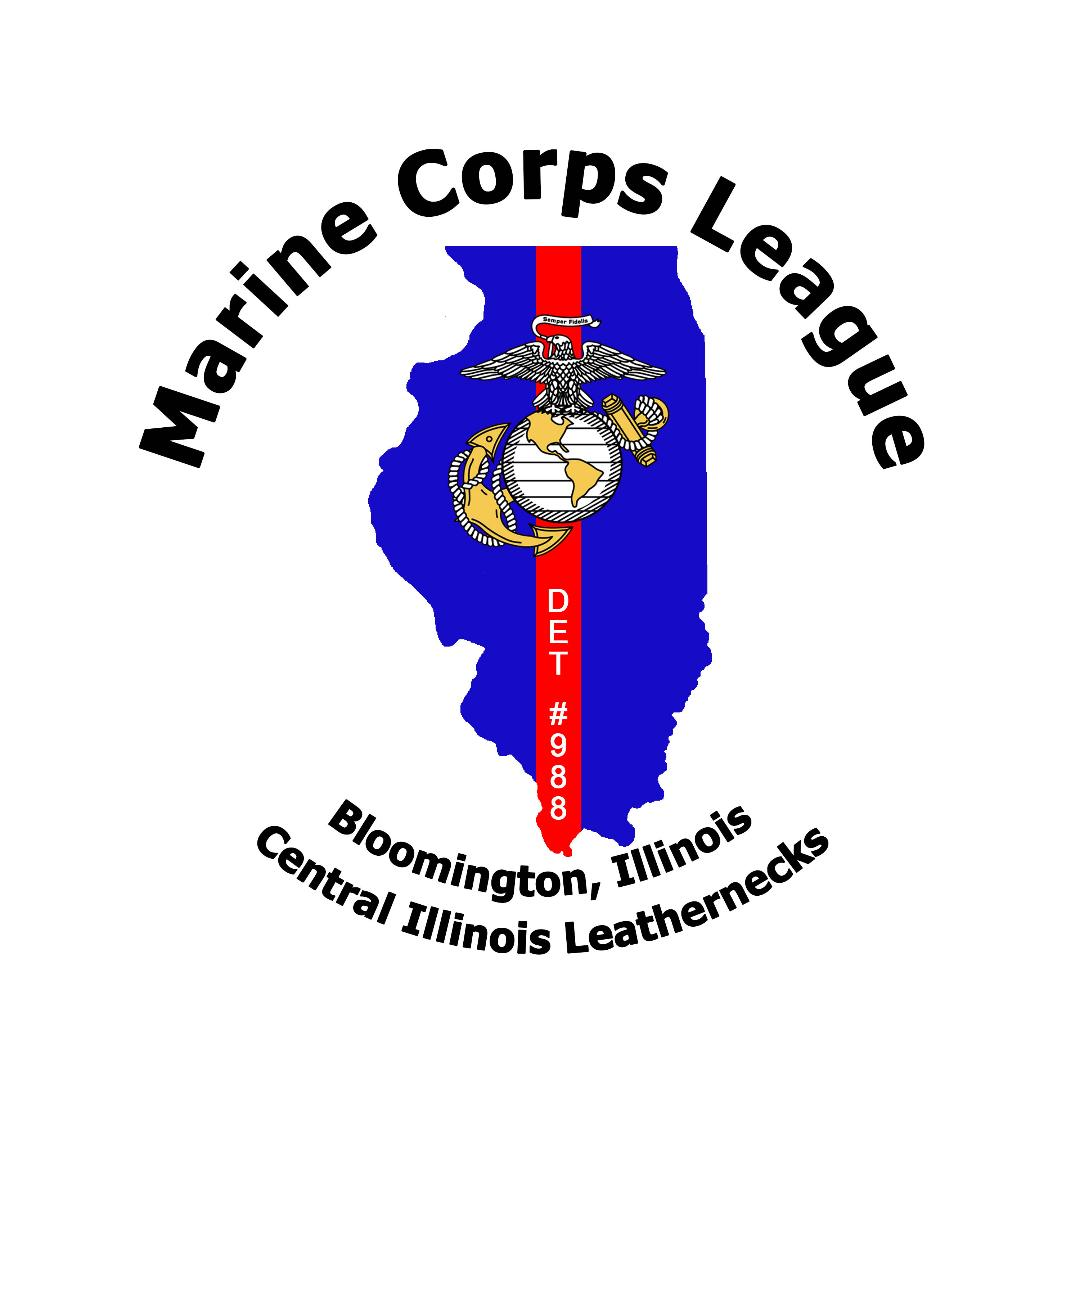 Marine Corps League
Semper Fidelis
DET #988
Bloomington, Illinois
Central Illinois Leathernecks